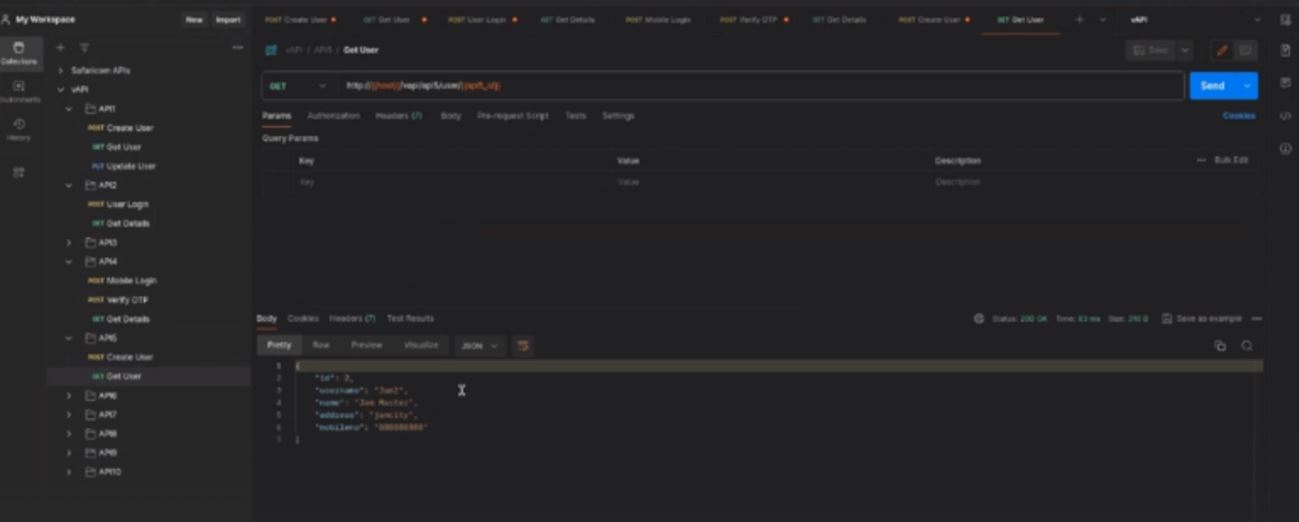 My Workspace New Import
POST Create User GET Get User POST User Login GET Get Details POST Mobile Login POST Verify OTP GET Get Details POST Create User GET Get User vAPI
Collections
Environments
History
Safaricom APIs
vAPI
API1
POST Create User
GET Get User
PUT Update User
API2
POST User Login
GET Get Details
API3
API4
POST Mobile Login
POST Verify OTP
GET Get Details
API5
POST Create User
GET Get User
API6
API7
API8
API9
API10
vAPI / API5 / Get User Save
GET http://{{host}}/vapi/api5/user/{{api5_id}} Send
Params Authorization Headers (7) Body Pre-request Script Tests Settings Cookies
Query Params
Key Value Description Bulk Edit
Key Value Description
Body Cookies Headers (7) Test Results Status: 200 OK Time: 83 ms Size: Save as example
Pretty Raw Preview Visualize JSON
1 {
2 "id": 2,
3 "username": "Jam2",
4 "name": "Jam Master",
5 "address": "jamcity",
6 "mobileno":
7 }